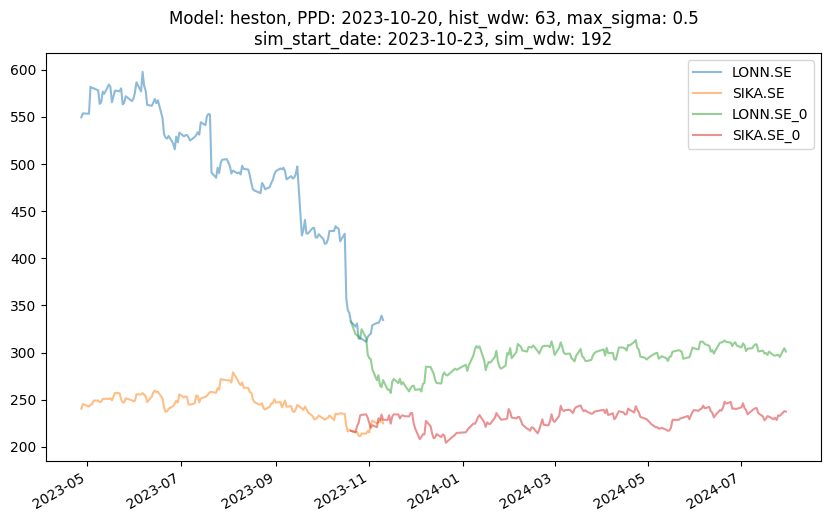 Model: heston, PPD: 2023-10-20, hist_wdw: 63, max_sigma: 0.5
sim_start_date: 2023-10-23, sim_wdw: 192
LONN.SE
SIKA.SE
LONN.SE_0
SIKA.SE_0
600
550
500
450
400
350
300
250
200
2023-05
2023-07
2023-09
2023-11
2024-01
2024-03
2024-05
2024-07